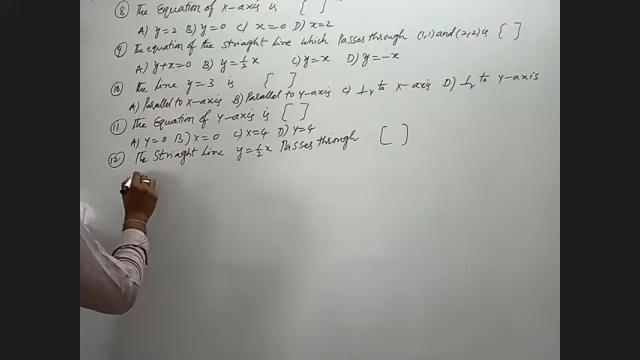 ⑧ The Equation of x-axis is [ ]
A) y=2 B) y=0 C) x=0 D) x=2
⑨ The equation of the striaght line which Passes through (1,1) and (2,2) is [ ]
A) y+x=0 B) y=½x C) y=x D) y=-x
⑩ The line y=3 is [ ]
A) Parallel to x-axis B) Parallel to y-axis C) ⊥r to x-axis D) ⊥r to y-axis
⑪ The Equation of y-axis is [ ]
A) y=0 B) x=0 C) x=4 D) y=4
⑫ The Striaght Line y=½x Passes through [ ]